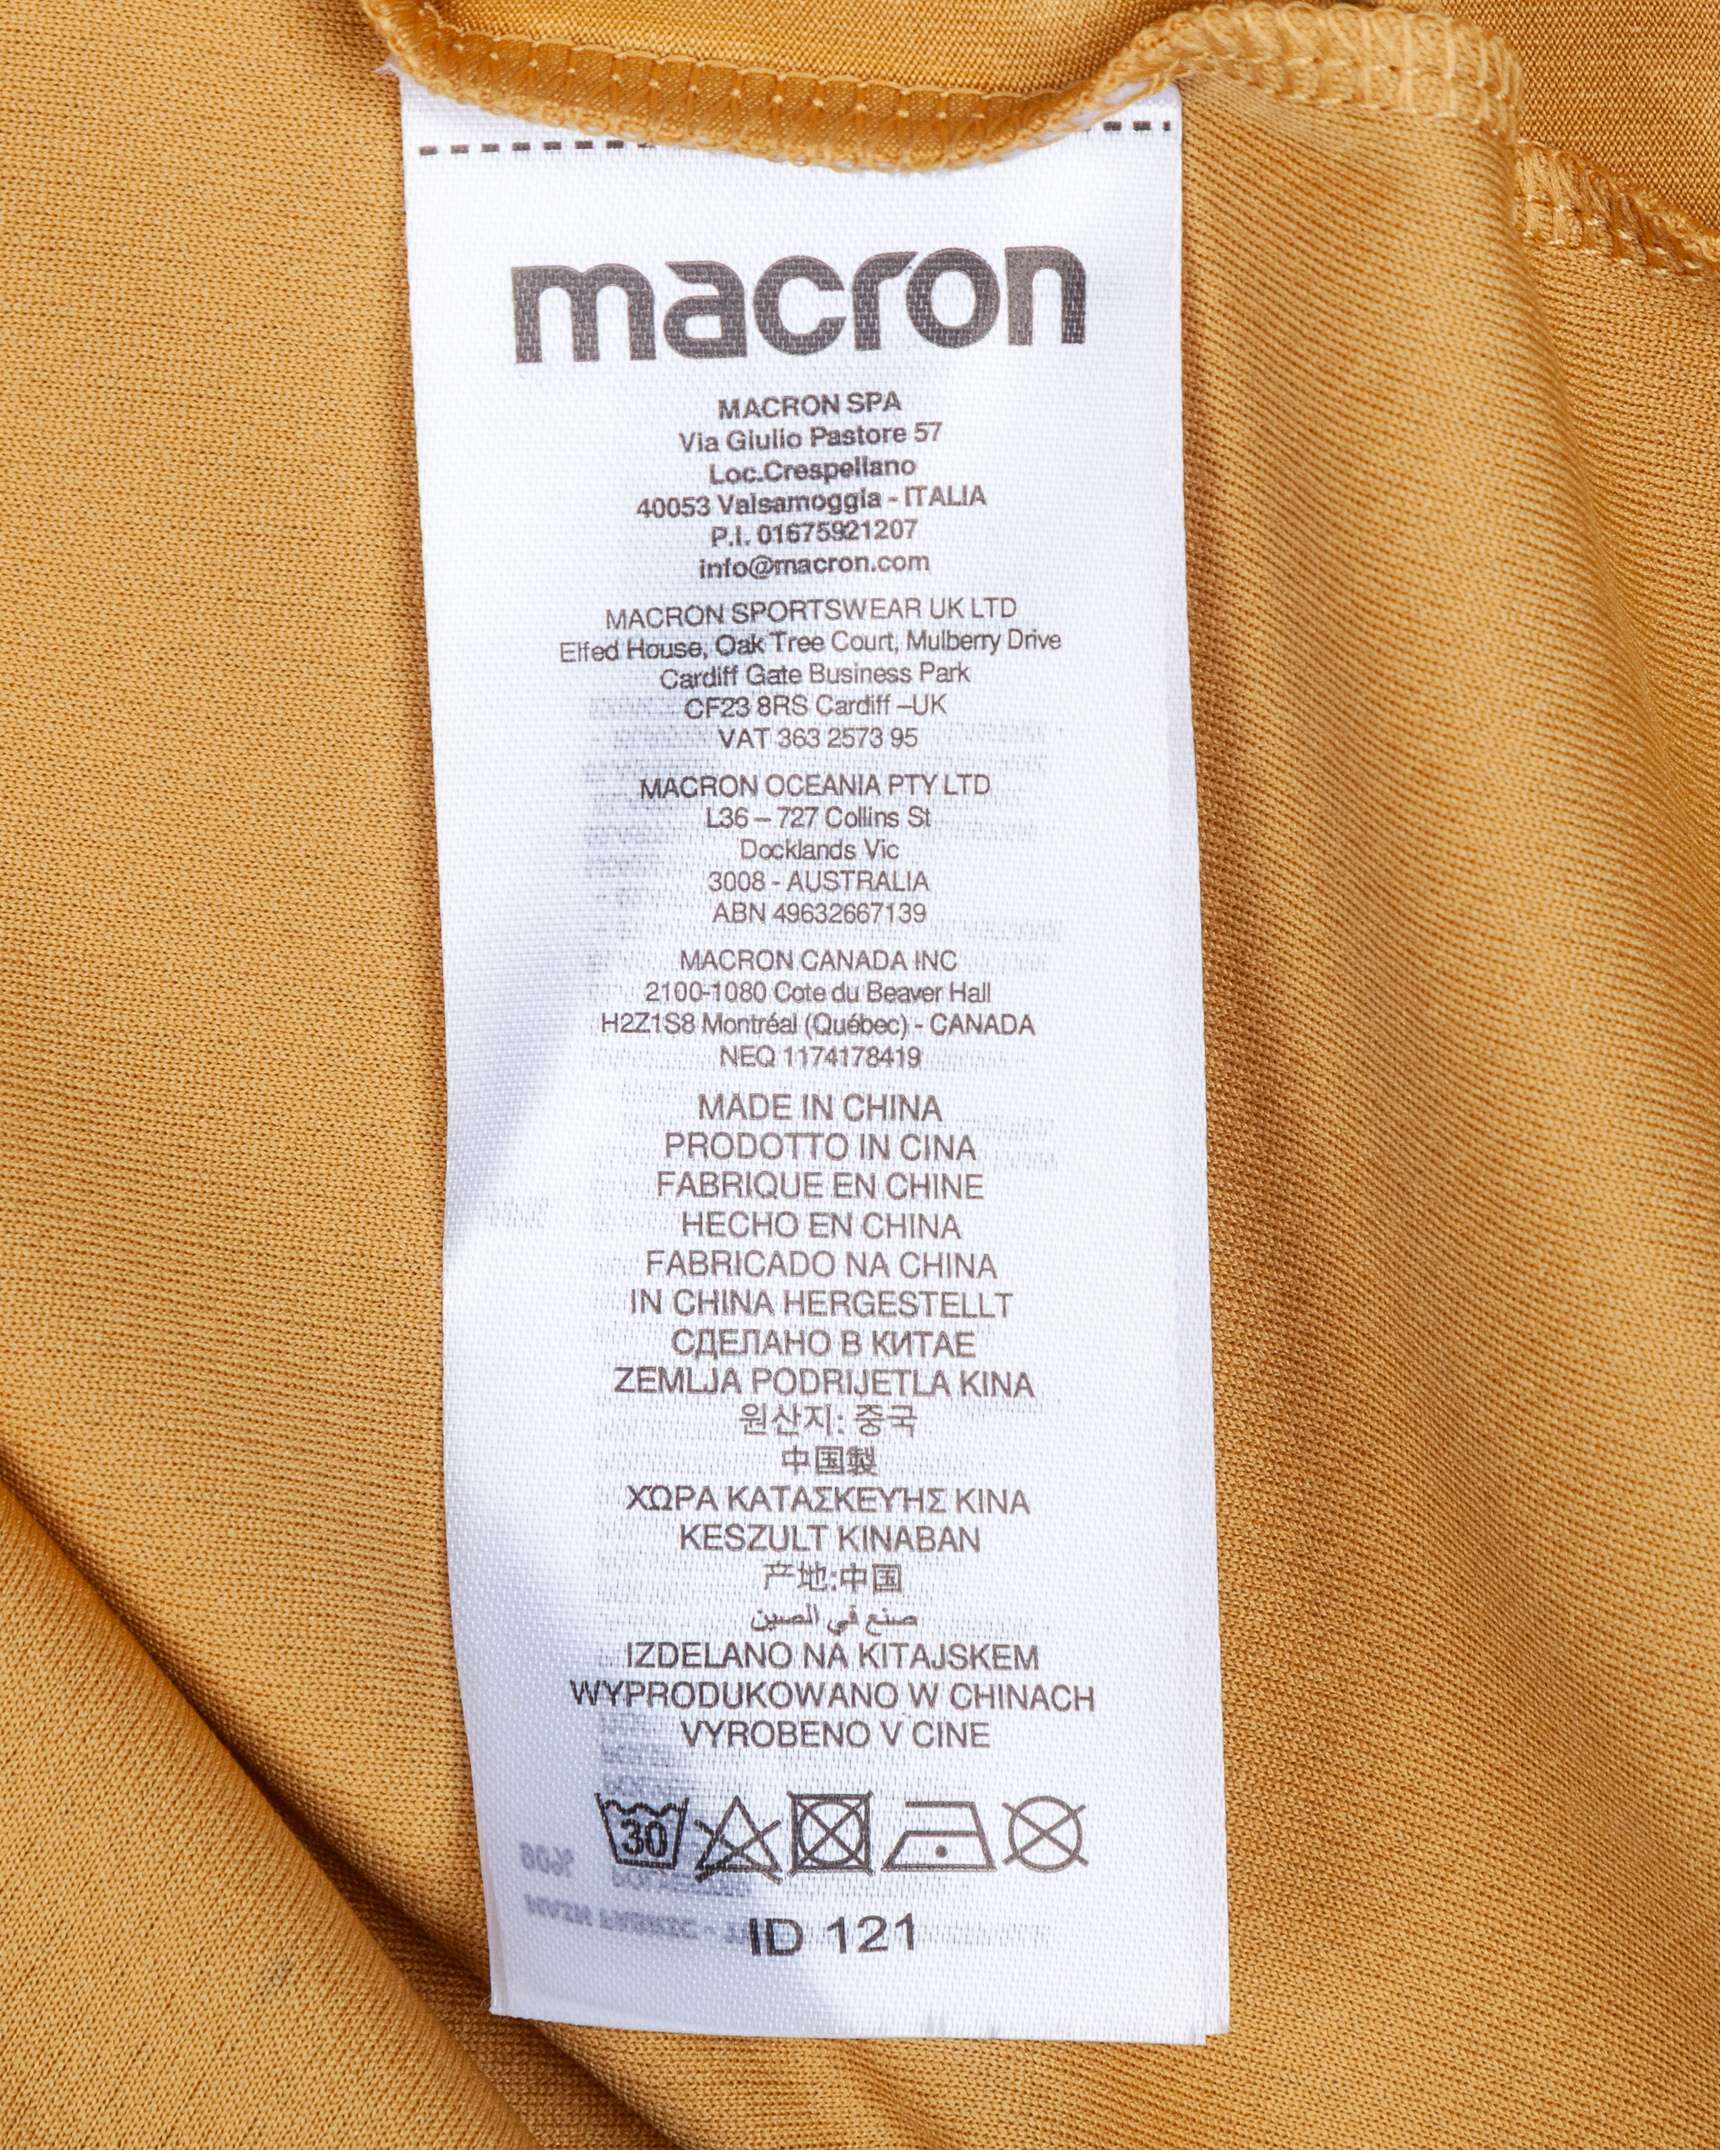 macron
MACRON SPA
Via Giulio Pastore 57
Loc.Crespellano
40053 Valsamoggia - ITALIA
P.I. 01675921207
info@macron.com
MACRON SPORTSWEAR UK LTD
Elfed House, Oak Tree Court, Mulberry Drive
Cardiff Gate Business Park
CF23 8RS Cardiff –UK
VAT 363 2573 95
MACRON OCEANIA PTY LTD
L36 – 727 Collins St
Docklands Vic
3008 - AUSTRALIA
ABN 49632667139
MACRON CANADA INC
2100-1080 Cote du Beaver Hall
H2Z1S8 Montréal (Québec) - CANADA
NEQ 1174178419
MADE IN CHINA
PRODOTTO IN CINA
FABRIQUE EN CHINE
HECHO EN CHINA
FABRICADO NA CHINA
IN CHINA HERGESTELLT
СДЕЛАНО В КИТАЕ
ZEMLJA PODRIJETLA KINA
원산지: 중국
中国製
ΧΏΡΑ ΚΑΤΑΣΚΕΥΉΣ ΚΙΝΑ
KESZULT KINABAN
产地:中国
صنع في الصين
IZDELANO NA KITAJSKEM
WYPRODUKOWANO W CHINACH
VYROBENO V CINE
30
ID 121